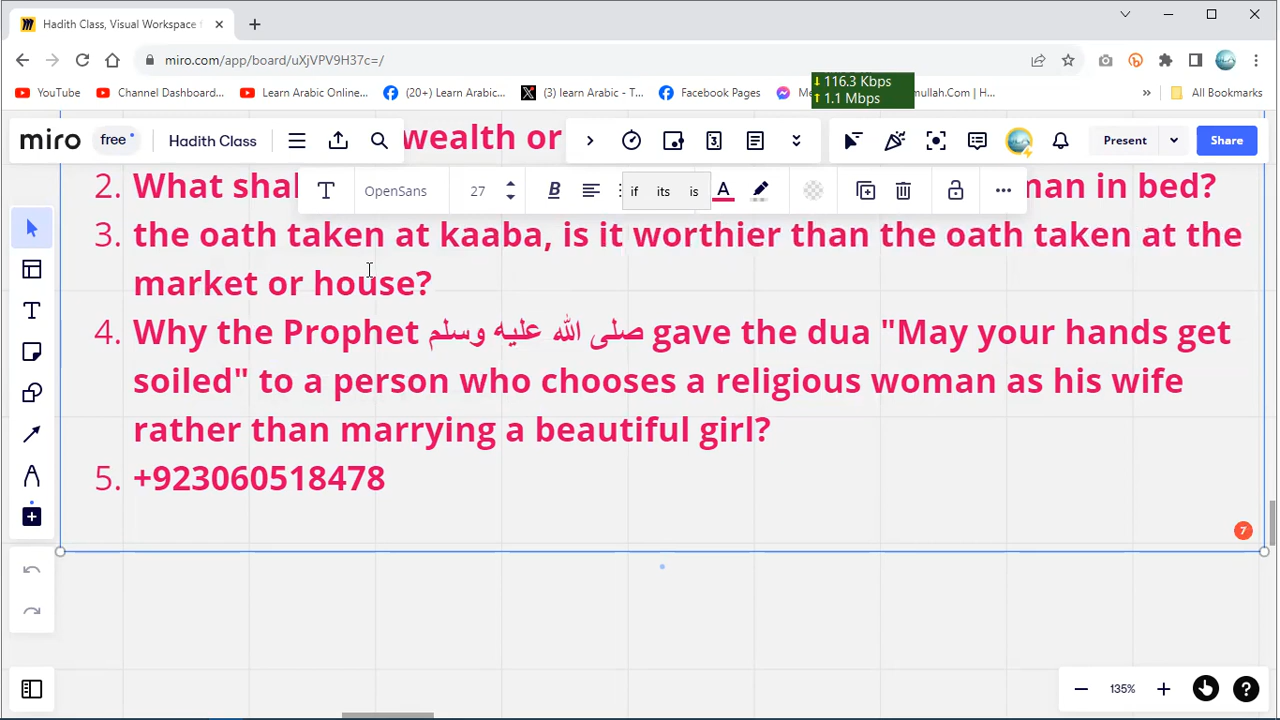 Hadith Class, Visual Workspace
miro.com/app/board/uXjVPV9H37c=/
116.3 Kbps
1.1 Mbps
YouTube
Channel Dashboard...
Learn Arabic Online...
(20+) Learn Arabic...
(3) learn Arabic - T...
Facebook Pages
Me
mullah.Com | H...
All Bookmarks
miro
free
Hadith Class
wealth or
Present
Share
2. What shal
man in bed?
OpenSans
27
if its is
3. the oath taken at kaaba, is it worthier than the oath taken at the
market or house?
4. Why the Prophet صلى الله عليه وسلم gave the dua "May your hands get
soiled" to a person who chooses a religious woman as his wife
rather than marrying a beautiful girl?
5. +923060518478
7
135%